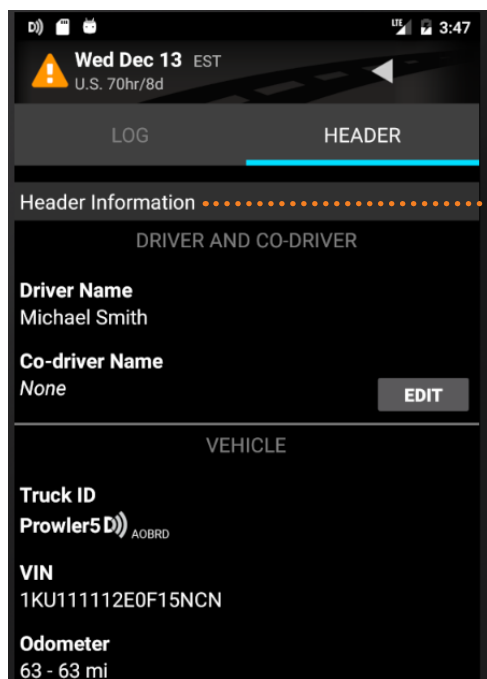 LTE 3:47
Wed Dec 13 EST
U.S. 70hr/8d
LOG HEADER
Header Information
DRIVER AND CO-DRIVER
Driver Name
Michael Smith
Co-driver Name
None
EDIT
VEHICLE
Truck ID
Prowler5 D)) AOBRD
VIN
1KU111112E0F15NCN
Odometer
63 - 63 mi